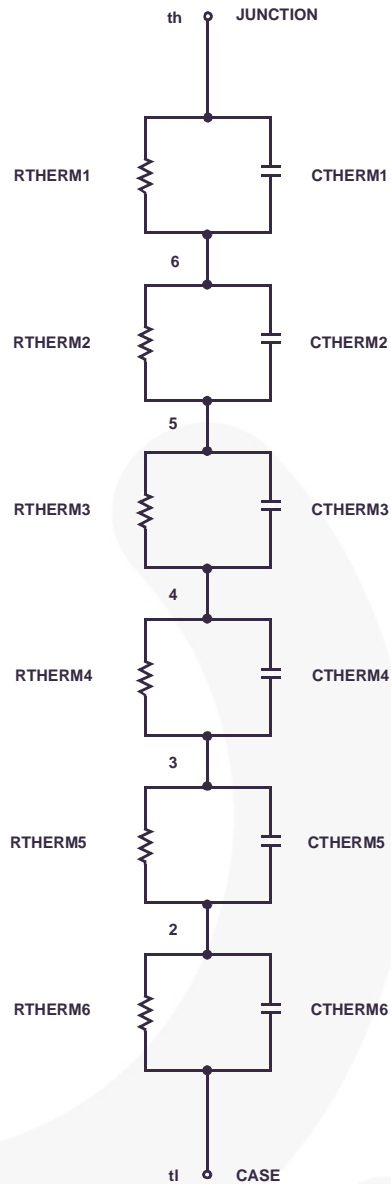 th JUNCTION
RTHERM1 CTHERM1
6
RTHERM2 CTHERM2
5
RTHERM3 CTHERM3
4
RTHERM4 CTHERM4
3
RTHERM5 CTHERM5
2
RTHERM6 CTHERM6
tl CASE